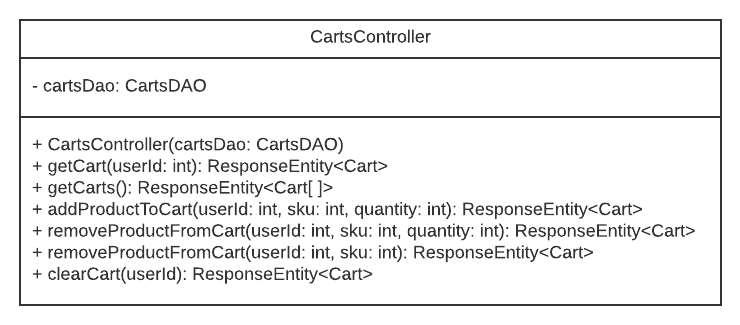 CartsController
- cartsDao: CartsDAO
+ CartsController(cartsDao: CartsDAO)
+ getCart(userId: int): ResponseEntity<Cart>
+ getCarts(): ResponseEntity<Cart[ ]>
+ addProductToCart(userId: int, sku: int, quantity: int): ResponseEntity<Cart>
+ removeProductFromCart(userId: int, sku: int, quantity: int): ResponseEntity<Cart>
+ removeProductFromCart(userId: int, sku: int): ResponseEntity<Cart>
+ clearCart(userId): ResponseEntity<Cart>